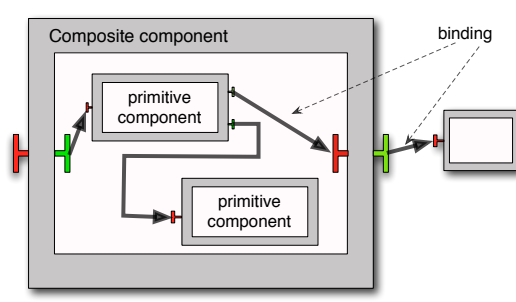 Composite component
binding
primitive
component
primitive
component